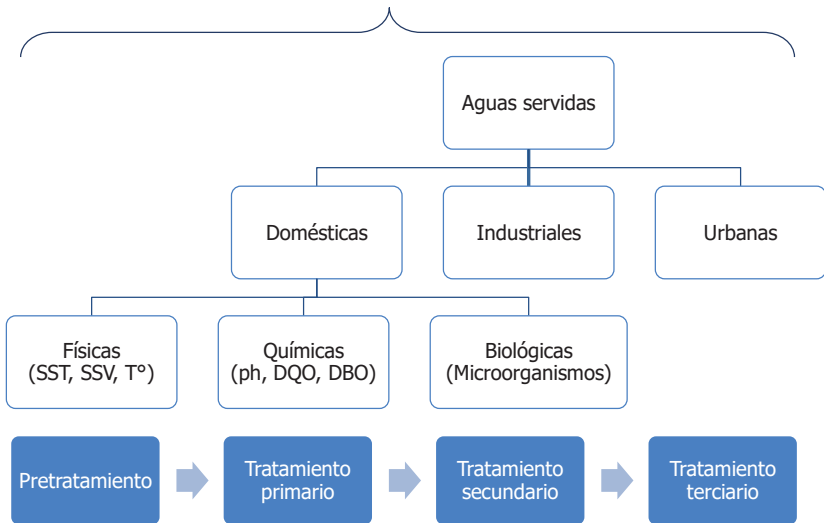 Aguas servidas
Domésticas
Industriales
Urbanas
Físicas
(SST, SSV, T°)
Químicas
(ph, DQO, DBO)
Biológicas
(Microorganismos)
Pretratamiento
Tratamiento
primario
Tratamiento
secundario
Tratamiento
terciario